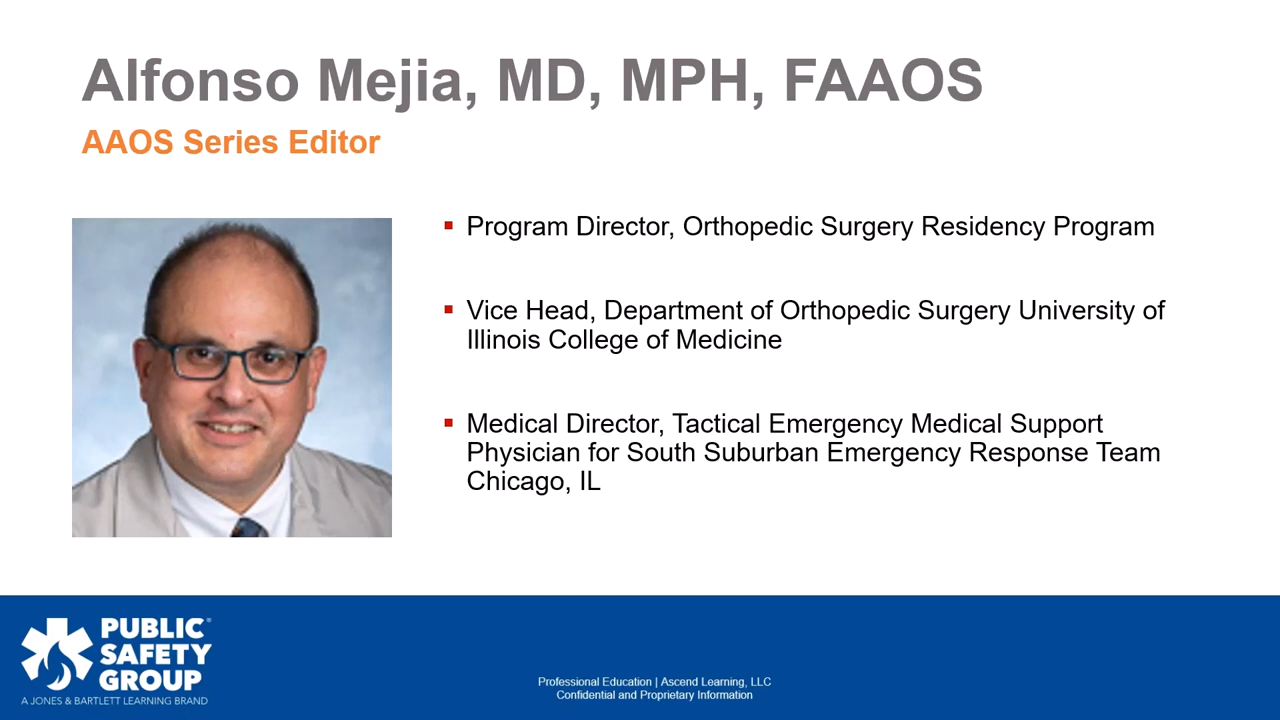 Alfonso Mejia, MD, MPH, FAAOS
AAOS Series Editor
▪ Program Director, Orthopedic Surgery Residency Program
▪ Vice Head, Department of Orthopedic Surgery University of
Illinois College of Medicine
▪ Medical Director, Tactical Emergency Medical Support
Physician for South Suburban Emergency Response Team
Chicago, IL
PUBLIC®
SAFETY
GROUP
A JONES & BARTLETT LEARNING BRAND
Professional Education | Ascend Learning, LLC
Confidential and Proprietary Information